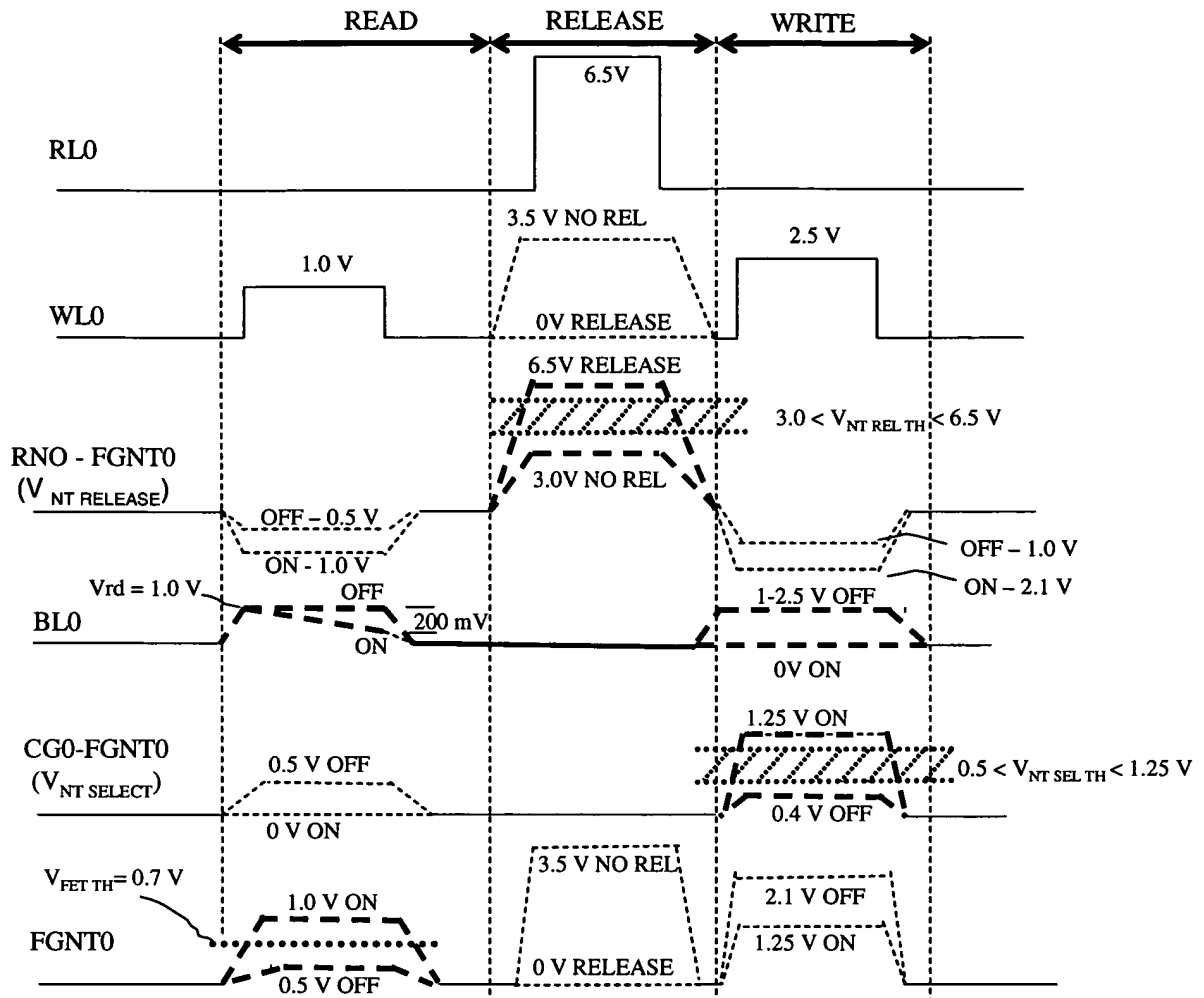 READ RELEASE WRITE
6.5V
RL0
3.5 V NO REL
2.5 V
1.0 V
WL0
0V RELEASE
6.5V RELEASE
3.0 < V NT REL TH < 6.5 V
RNO - FGNT0
(V NT RELEASE)
3.0V NO REL
OFF – 0.5 V
ON - 1.0 V
OFF – 1.0 V
ON – 2.1 V
Vrd = 1.0 V
OFF
1-2.5 V OFF
BL0
200 mV
ON
0V ON
1.25 V ON
CG0-FGNT0
(V NT SELECT)
0.5 V OFF
0.5 < V NT SEL TH < 1.25 V
0 V ON
0.4 V OFF
V FET TH = 0.7 V
3.5 V NO REL
1.0 V ON
2.1 V OFF
FGNT0
1.25 V ON
0.5 V OFF
0 V RELEASE